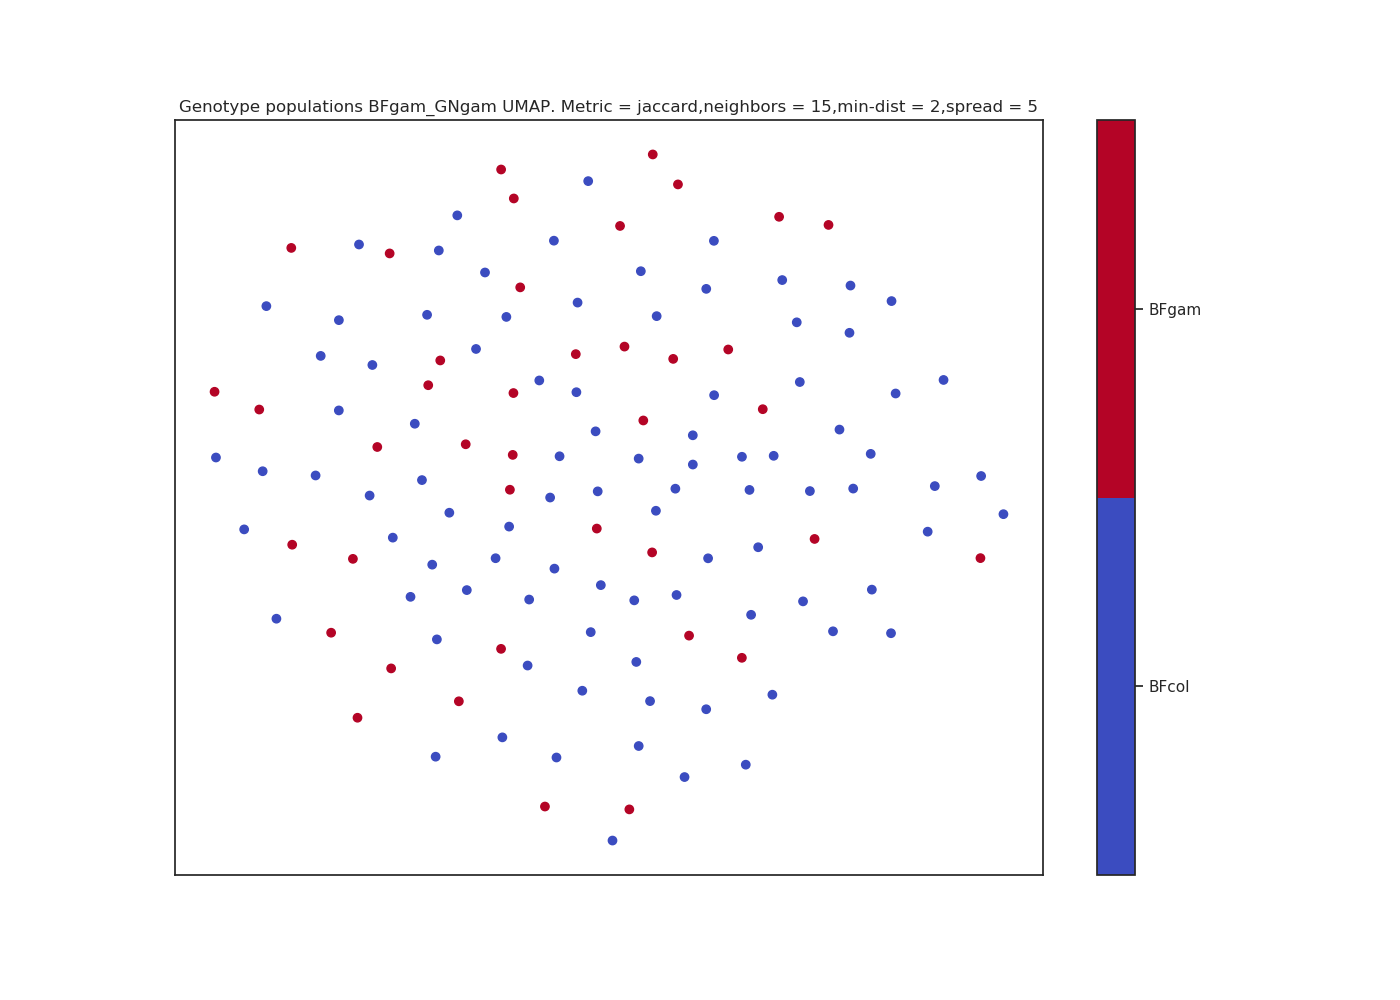 Genotype populations BFgam_GNgam UMAP. Metric = jaccard,neighbors = 15,min-dist = 2,spread = 5
BFgam
BFcol